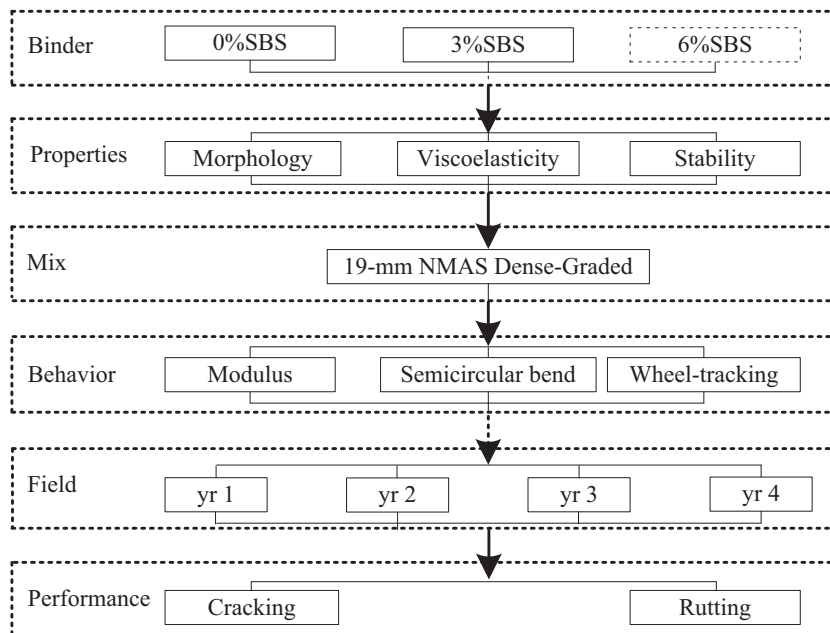 Binder
0%SBS
3%SBS
6%SBS
Properties
Morphology
Viscoelasticity
Stability
Mix
19-mm NMAS Dense-Graded
Behavior
Modulus
Semicircular bend
Wheel-tracking
Field
yr 1
yr 2
yr 3
yr 4
Performance
Cracking
Rutting